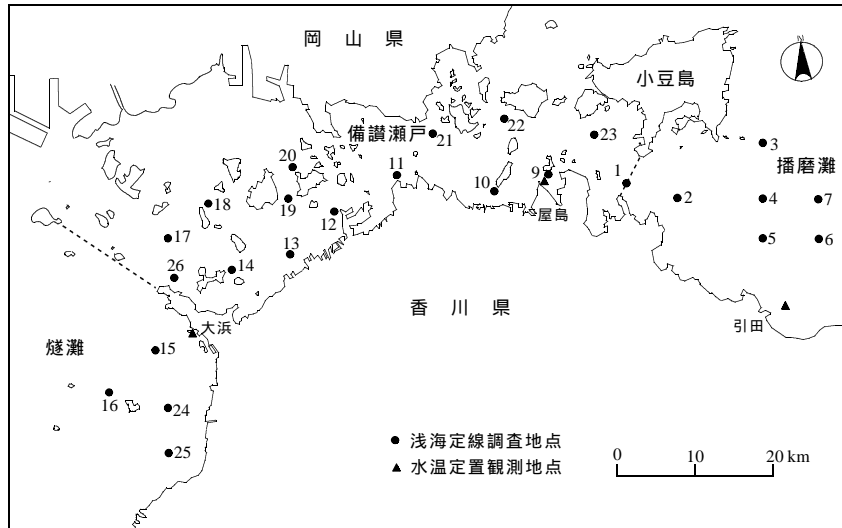 岡山県
N
小豆島
備讃瀬戸
21
22
23
3
播磨灘
20
11
10
9
1
2
4
7
18
19
12
屋島
17
13
5
6
26
14
香川県
大浜
引田
燧灘
15
16
24
25
● 浅海定線調査地点
▲ 水温定置観測地点
0 10 20 km